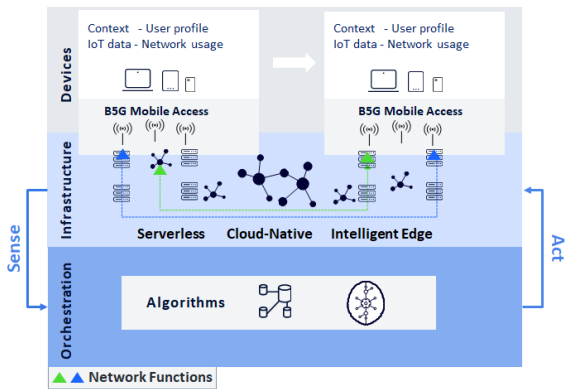 Context - User profile
IoT data - Network usage
B5G Mobile Access
Context - User profile
IoT data - Network usage
B5G Mobile Access
Devices
Infrastructure
Serverless
Cloud-Native
Intelligent Edge
Sense
Act
Orchestration
Algorithms
Network Functions